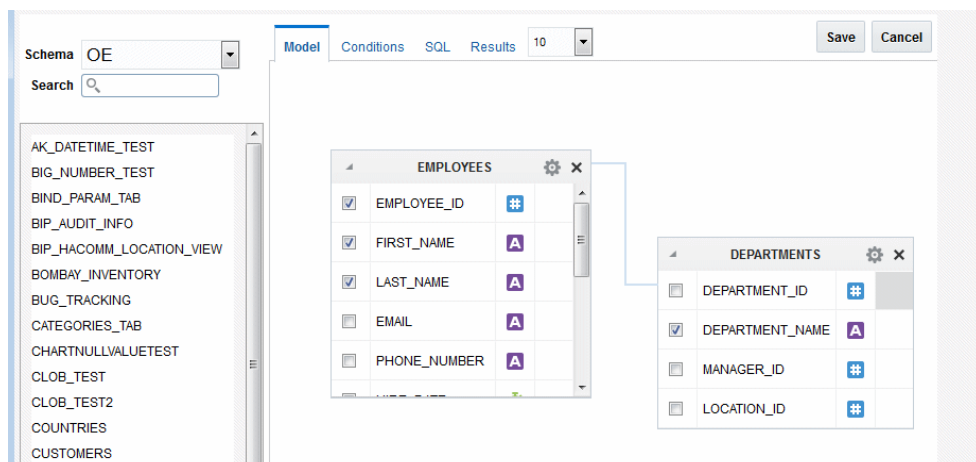 Schema OE
Search
Model Conditions SQL Results 10
Save Cancel
AK_DATETIME_TEST
BIG_NUMBER_TEST
BIND_PARAM_TAB
BIP_AUDIT_INFO
BIP_HACOMM_LOCATION_VIEW
BOMBAY_INVENTORY
BUG_TRACKING
CATEGORIES_TAB
CHARTNULLVALUETEST
CLOB_TEST
CLOB_TEST2
COUNTRIES
CUSTOMERS
EMPLOYEES
EMPLOYEE_ID #
FIRST_NAME A
LAST_NAME A
EMAIL A
PHONE_NUMBER A
DEPARTMENTS
DEPARTMENT_ID #
DEPARTMENT_NAME A
MANAGER_ID #
LOCATION_ID #